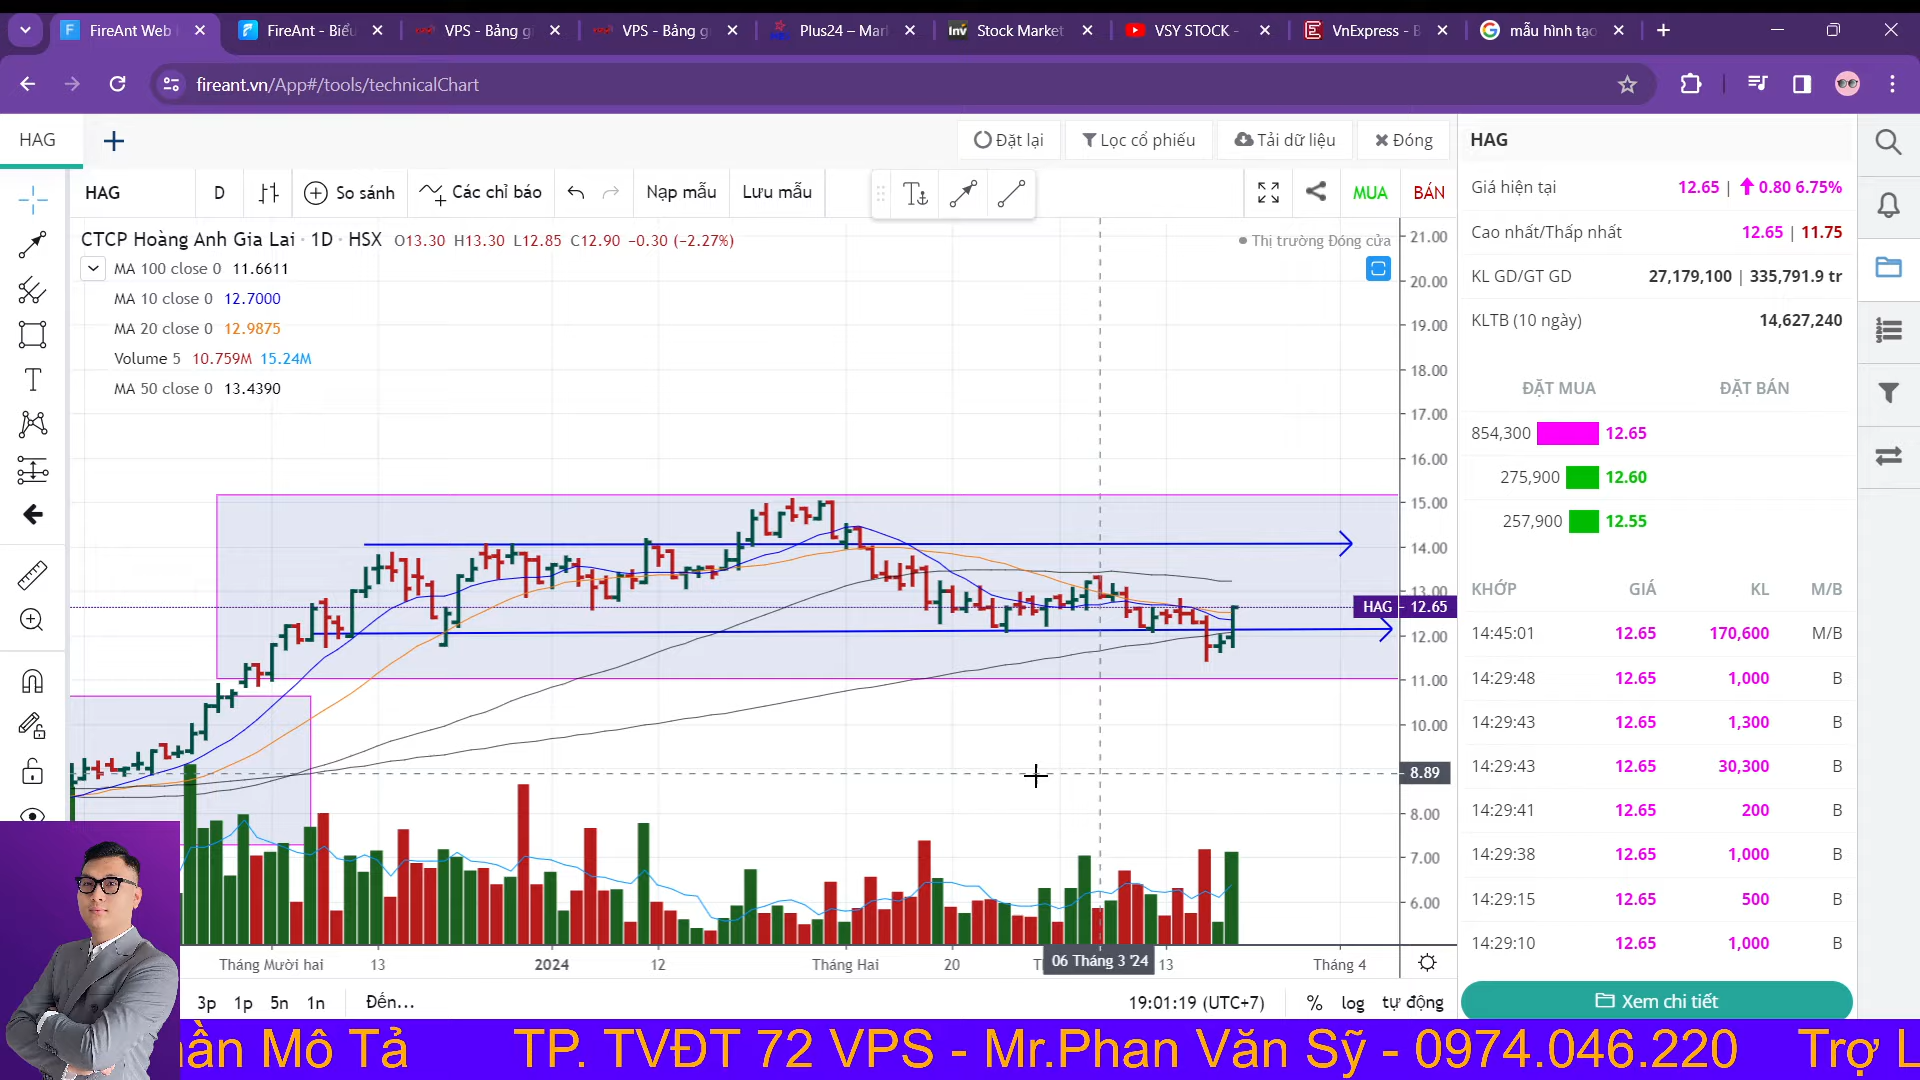 FireAnt Web
FireAnt - Biểu
VPS - Bảng g
VPS - Bảng g
Plus24 – Mar
Stock Market
VSY STOCK -
VnExpress - B
mẫu hình tạo
fireant.vn/App#/tools/technicalChart
HAG
Đặt lại
Lọc cổ phiếu
Tải dữ liệu
Đóng
HAG
D
So sánh
Các chỉ báo
Nạp mẫu
Lưu mẫu
MUA
BÁN
CTCP Hoàng Anh Gia Lai · 1D · HSX O13.30 H13.30 L12.85 C12.90 −0.30 (−2.27%)
Thị trường Đóng cửa
MA 100 close 0 11.6611
MA 10 close 0 12.7000
MA 20 close 0 12.9875
Volume 5 10.759M 15.24M
MA 50 close 0 13.4390
21.00
20.00
19.00
18.00
17.00
16.00
15.00
14.00
13.00
HAG 12.65
12.00
11.00
10.00
8.89
8.00
7.00
6.00
Tháng Mười hai 13 2024 12 Tháng Hai 20 06 Tháng 3 '24 13 Tháng 4
3p 1p 5n 1n Đến...
19:01:19 (UTC+7) % log tự động
HAG
Giá hiện tại 12.65 | 0.80 6.75%
Cao nhất/Thấp nhất 12.65 | 11.75
KL GD/GT GD 27,179,100 | 335,791.9 tr
KLTB (10 ngày) 14,627,240
ĐẶT MUA ĐẶT BÁN
854,300 12.65
275,900 12.60
257,900 12.55
KHỚP GIÁ KL M/B
14:45:01 12.65 170,600 M/B
14:29:48 12.65 1,000 B
14:29:43 12.65 1,300 B
14:29:43 12.65 30,300 B
14:29:41 12.65 200 B
14:29:38 12.65 1,000 B
14:29:15 12.65 500 B
14:29:10 12.65 1,000 B
Xem chi tiết
Mô Tả TP. TVĐT 72 VPS - Mr.Phan Văn Sỹ - 0974.046.220 Trợ L